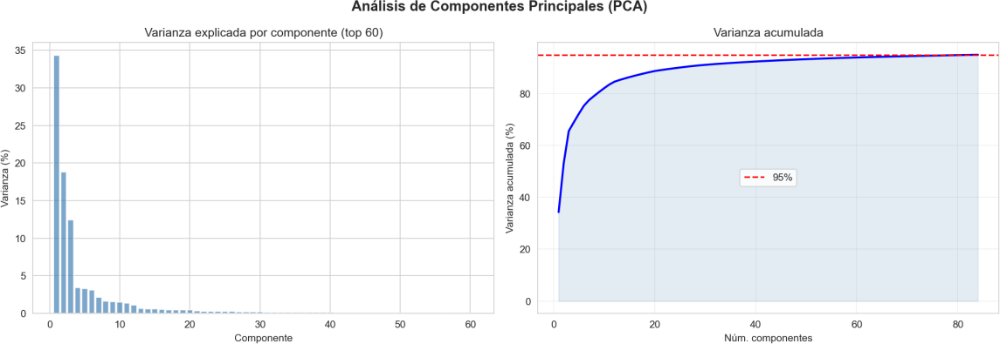 Análisis de Componentes Principales (PCA)
Varianza explicada por componente (top 60)
Varianza (%)
35
30
25
20
15
10
5
0
0 10 20 30 40 50 60
Componente
Varianza acumulada
Varianza acumulada (%)
80
60
40
20
0
95%
0 20 40 60 80
Núm. componentes